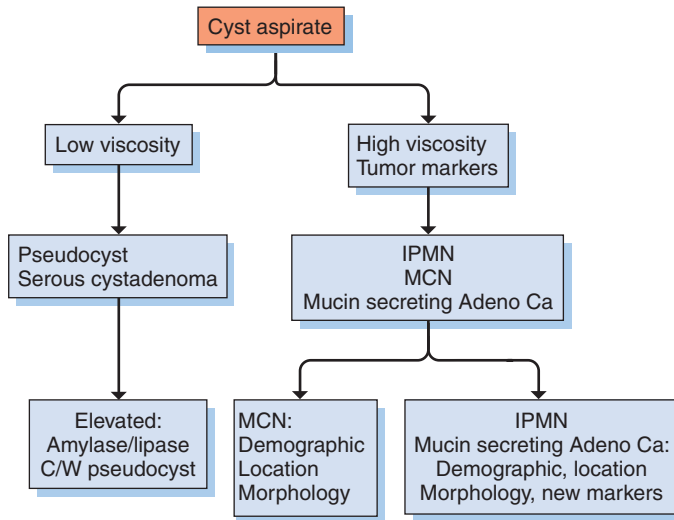 Cyst aspirate
Low viscosity
High viscosity
Tumor markers
Pseudocyst
Serous cystadenoma
IPMN
MCN
Mucin secreting Adeno Ca
Elevated:
Amylase/lipase
C/W pseudocyst
MCN:
Demographic
Location
Morphology
IPMN
Mucin secreting Adeno Ca:
Demographic, location
Morphology, new markers